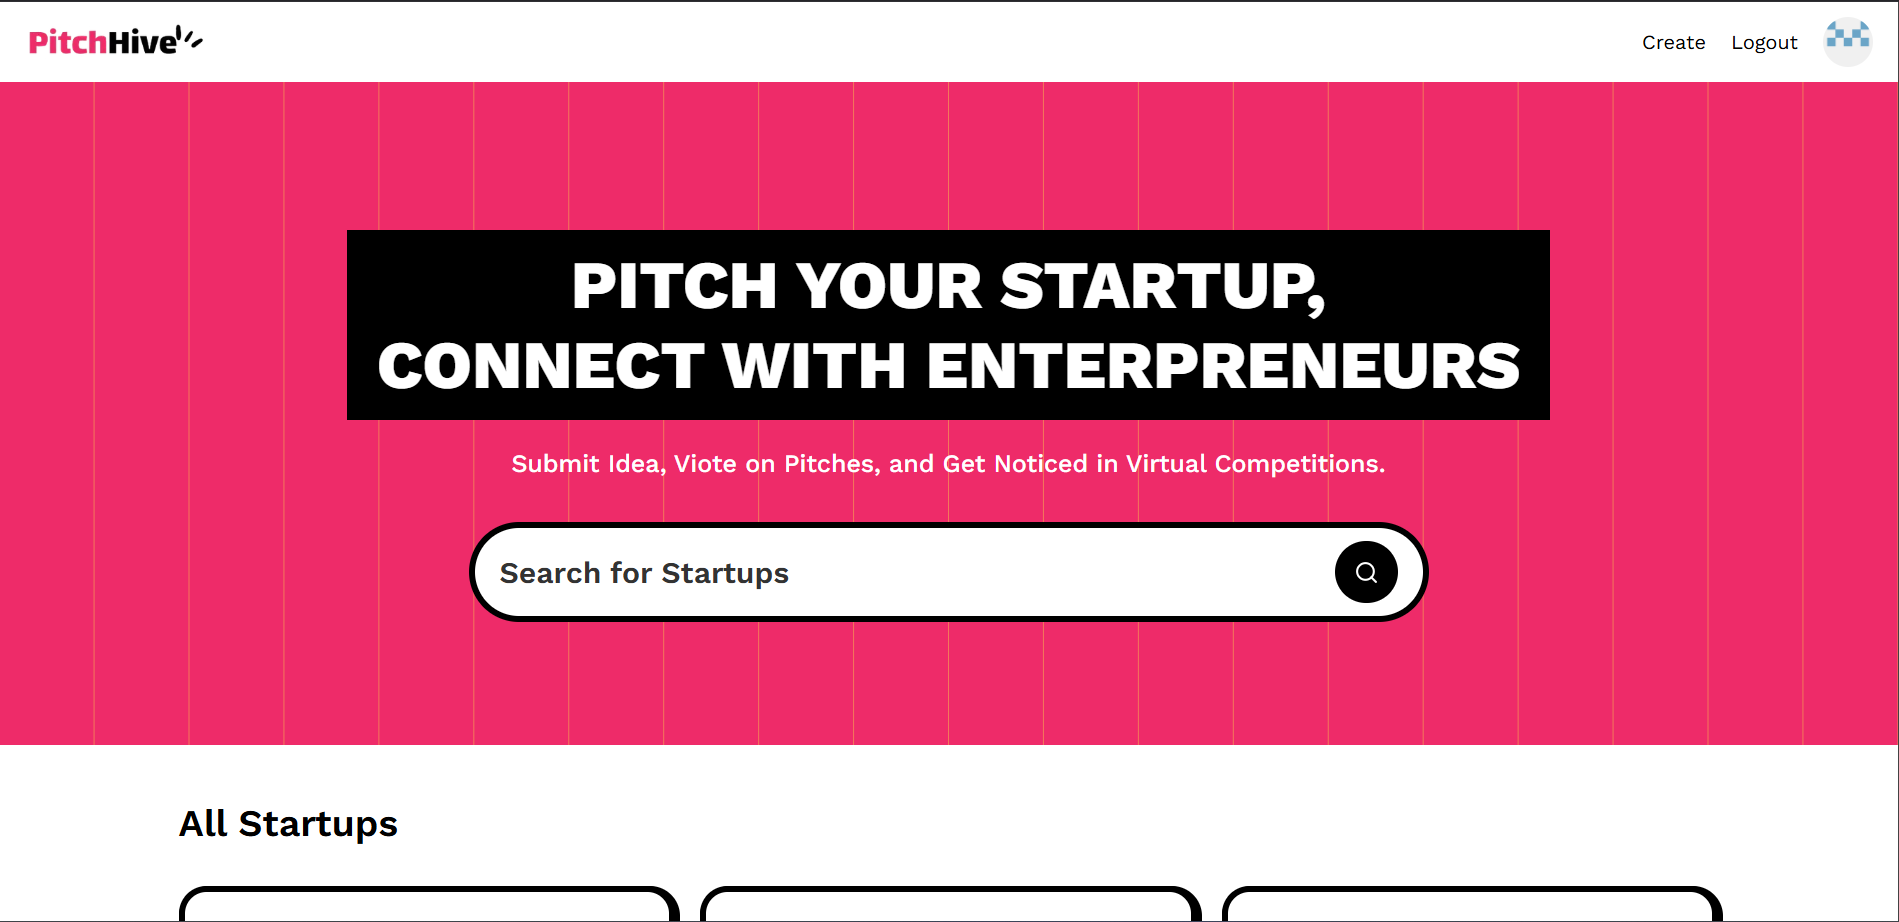 PitchHive
Create Logout
PITCH YOUR STARTUP,
CONNECT WITH ENTERPRENEURS
Submit Idea, Viote on Pitches, and Get Noticed in Virtual Competitions.
Search for Startups
All Startups